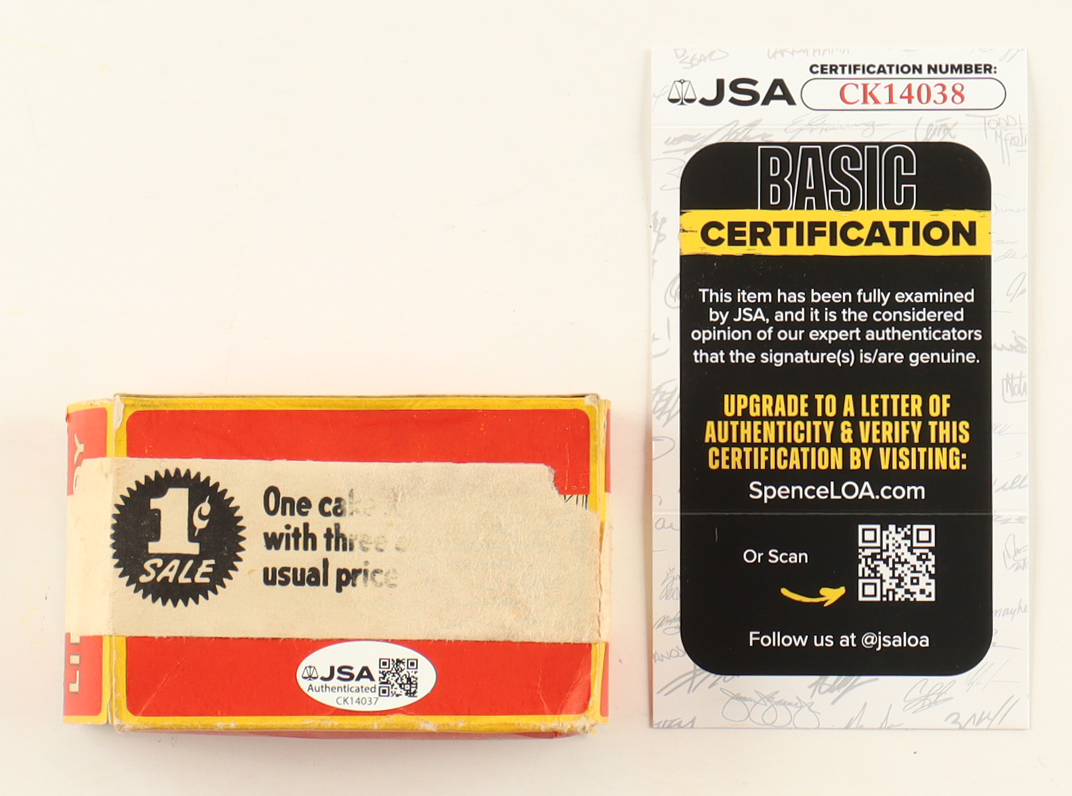 CERTIFICATION NUMBER:
JSA CK14038
BASIC
CERTIFICATION
This item has been fully examined
by JSA, and it is the considered
opinion of our expert authenticators
that the signature(s) is/are genuine.
UPGRADE TO A LETTER OF
AUTHENTICITY & VERIFY THIS
CERTIFICATION BY VISITING:
SpenceLOA.com
Or Scan
Follow us at @jsaloa
1¢
SALE
One cake
with three
usual price
JSA
Authenticated
CK14037